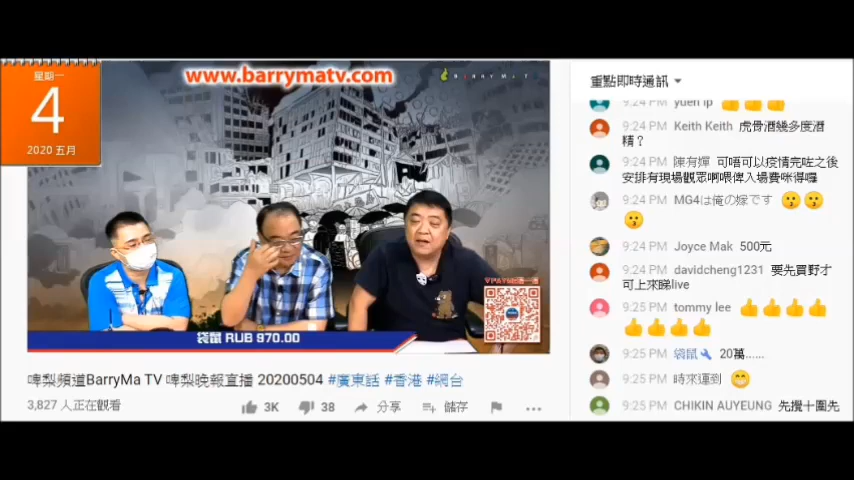 星期一
4
2020 五月
www.barrymatv.com
BARRYMATV
袋鼠 RUB 970.00
啤梨頻道BarryMa TV 啤梨晚報直播 20200504 #廣東話 #香港 #網台
3,827 人正在觀看
3K
38
分享
儲存
重點即時通訊
9:24 PM yuen ip
9:24 PM Keith Keith 虎骨酒幾多度酒
精？
9:24 PM 陳有嬋 可唔可以疫情完咗之後
安排有現場觀眾啊喂俾入場費咪得囉
9:24 PM MG4は俺の嫁です
9:24 PM Joyce Mak 500元
9:24 PM davidcheng1231 要先買野才
可上來睇live
9:25 PM tommy lee
9:25 PM 袋鼠 20萬......
9:25 PM 時來運到
9:25 PM CHIKIN AUYEUNG 先攪十圍先